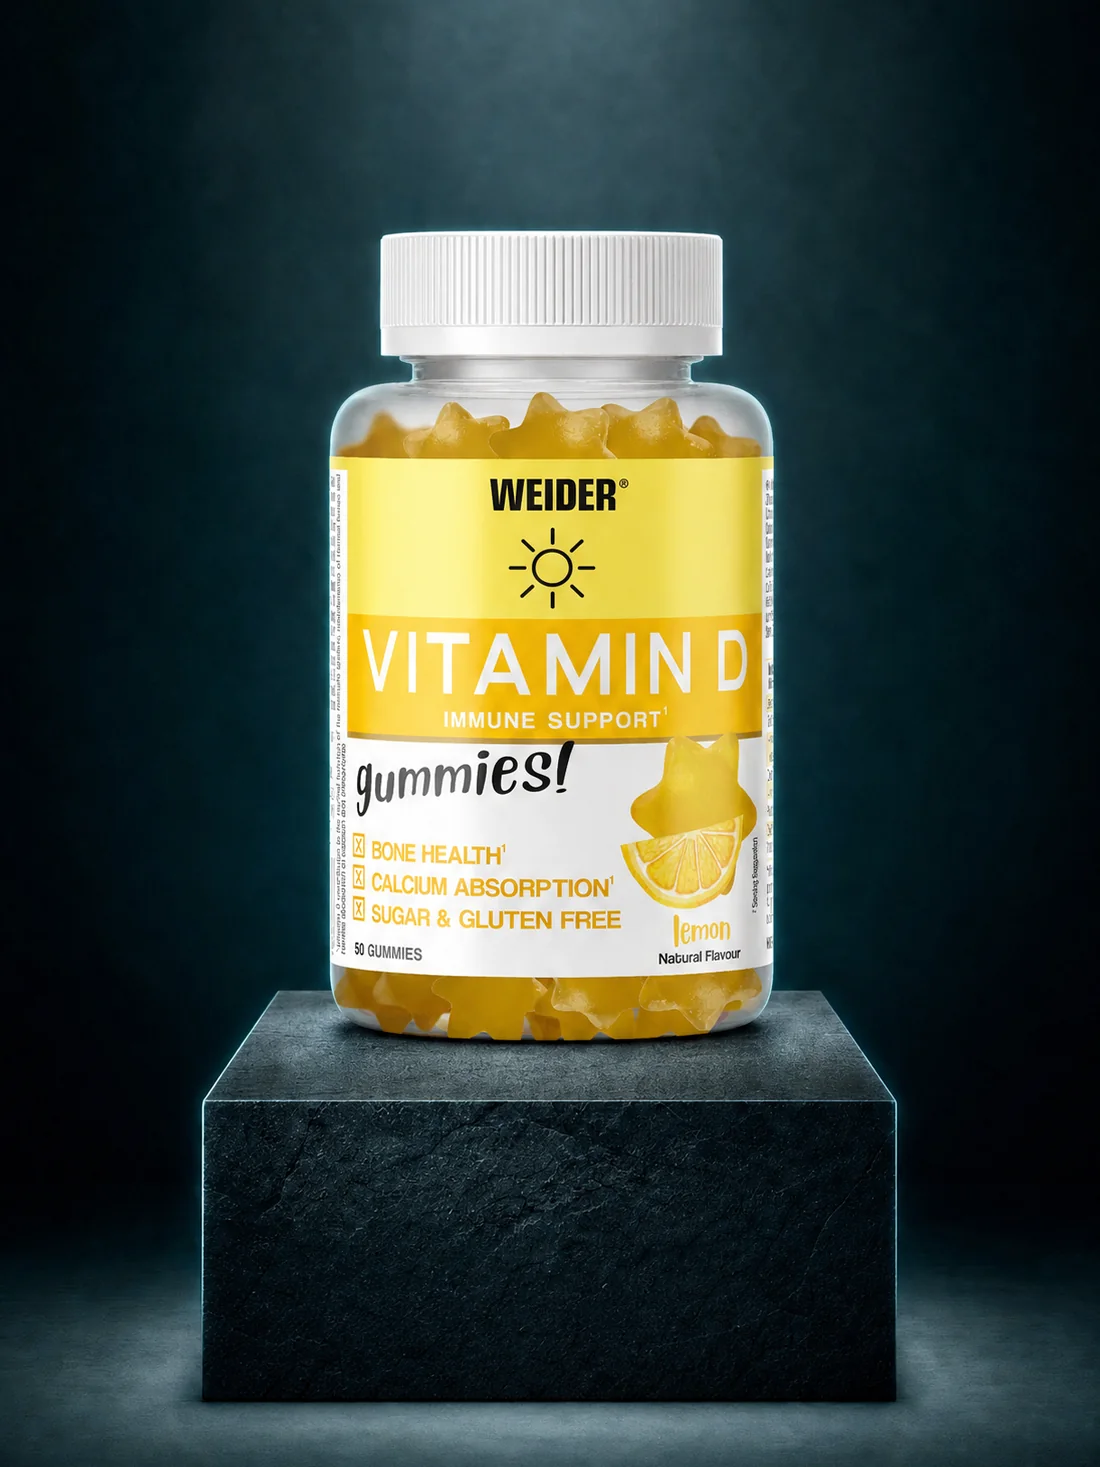 WEIDER®
VITAMIN D
IMMUNE SUPPORT¹
gummies!
BONE HEALTH¹
CALCIUM ABSORPTION¹
SUGAR & GLUTEN FREE
50 GUMMIES
lemon
Natural Flavour